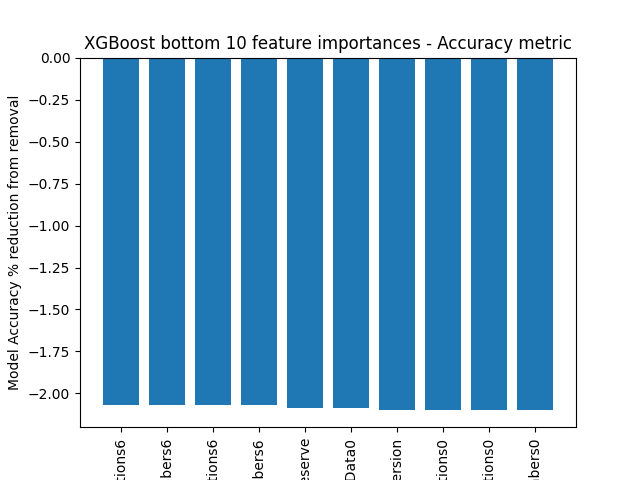 XGBoost bottom 10 feature importances - Accuracy metric
Model Accuracy % reduction from removal
0.00
−0.25
−0.50
−0.75
−1.00
−1.25
−1.50
−1.75
−2.00
tions6
bers6
tions6
bers6
eserve
Data0
ersion
tions0
tions0
bers0